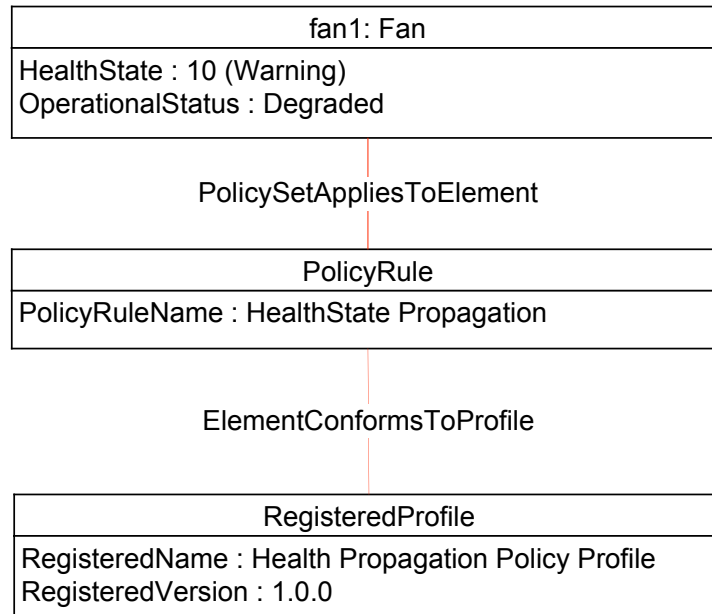 fan1: Fan
HealthState : 10 (Warning)
OperationalStatus : Degraded
PolicySetAppliesToElement
PolicyRule
PolicyRuleName : HealthState Propagation
ElementConformsToProfile
RegisteredProfile
RegisteredName : Health Propagation Policy Profile
RegisteredVersion : 1.0.0